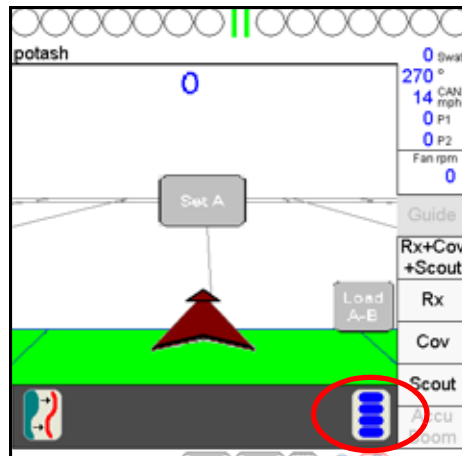 potash
0
0 Swat
270 °
14 CAN
mph
0 P1
0 P2
Fan rpm
0
Set A
Guide
Rx+Cov
+Scout
Load
A-B
Rx
Cov
Scout
Accu
Boom